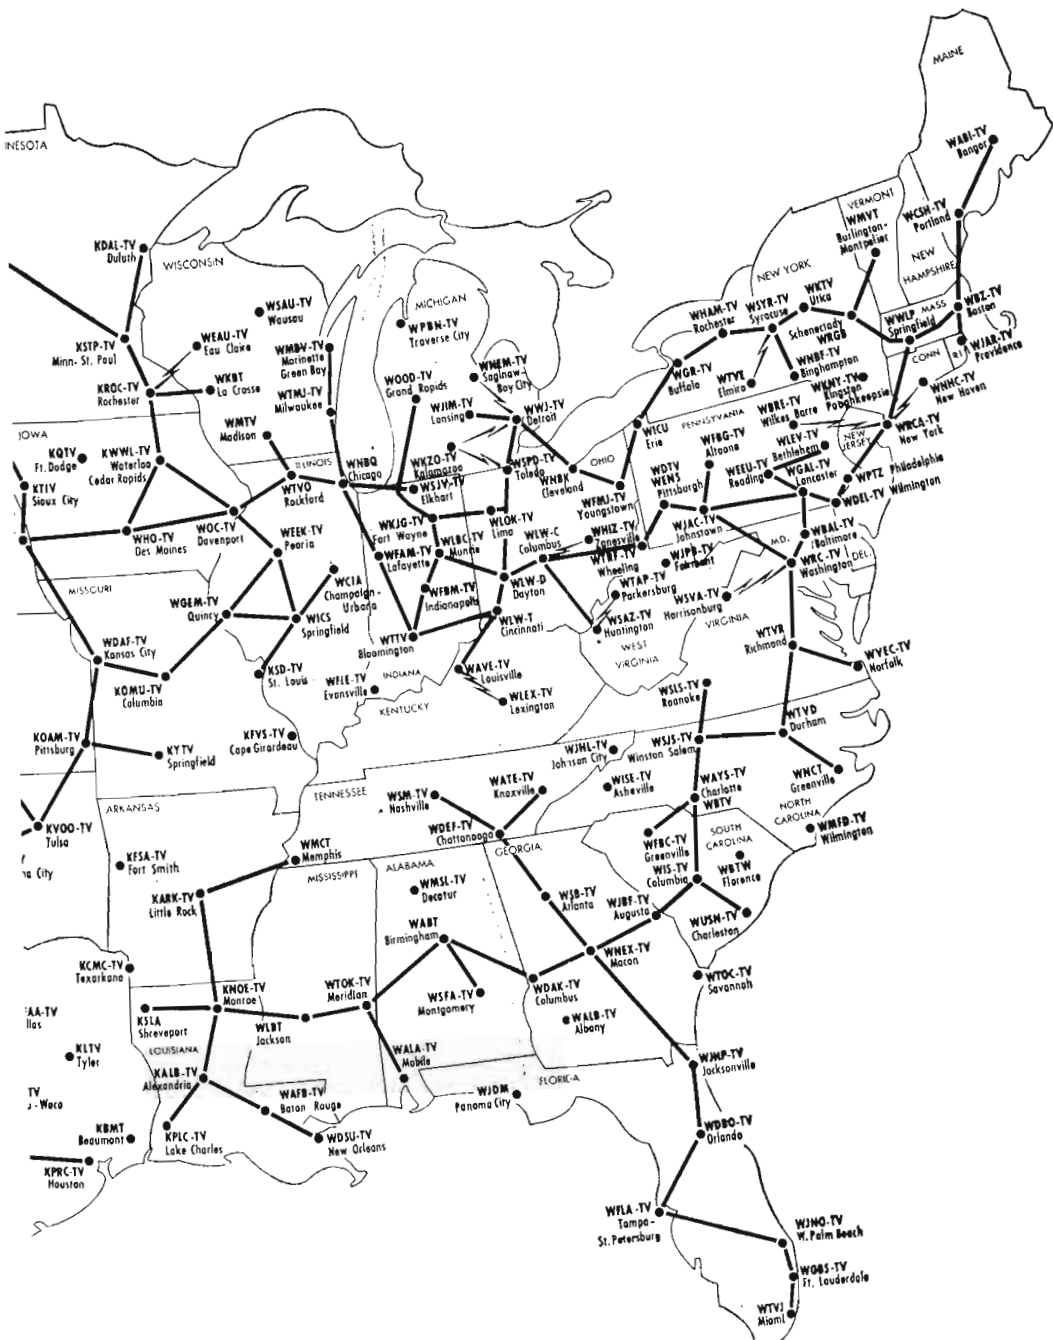 MAINE
WABI-TV
Bangor
INESOTA
VERMONT
WMVT
Burlington-
Montpelier
WCSH-TV
Portland
NEW
HAMPSHIRE
KDAL-TV
Duluth
WISCONSIN
NEW YORK
WSAU-TV
Wausau
MICHIGAN
WPBN-TV
Traverse City
WHAM-TV
Rochester
WSYR-TV
Syracuse
WKTV
Utica
Schenectady
WRGB
WWLP
Springfield
MASS
WBZ-TV
Boston
WJAR-TV
Providence
CONN
R I
KSTP-TV
Minn- St. Paul
WEAU-TV
Eau Claire
WMBV-TV
Marinette
Green Bay
WNEM-TV
Saginaw-
Bay City
WOOD-TV
Grand Rapids
WGR-TV
Buffalo
WTVE
Elmira
WNBF-TV
Binghampton
WKNY-TV
Kingston
Poughkeepsie
WNHC-TV
New Haven
KROC-TV
Rochester
WKBT
La Crosse
WTMJ-TV
Milwaukee
WJIM-TV
Lansing
WWJ-TV
Detroit
WICU
Erie
PENNSYLVANIA
WBRE-TV
Wilkes Barre
WRCA-TV
New York
IOWA
WMTV
Madison
KQTV
Ft. Dodge
KWWL-TV
Waterloo
Cedar Rapids
ILLINOIS
WNBQ
Chicago
WKZO-TV
Kalamazoo
WSPD-TV
Toledo
OHIO
WNBK
Cleveland
WFBG-TV
Altoona
WLEV-TV
Bethlehem
NEW
JERSEY
WDTV
WENS
Pittsburgh
WEEU-TV
Reading
WGAL-TV
Lancaster
WPTZ Philadelphia
WDEL-TV Wilmington
KTIV
Sioux City
WTVO
Rockford
WSJV-TV
Elkhart
WFMJ-TV
Youngstown
WHO-TV
Des Moines
WOC-TV
Davenport
WEEK-TV
Peoria
WKJG-TV
Fort Wayne
WLOK-TV
Lima
WLW-C
Columbus
WHIZ-TV
Zanesville
WJAC-TV
Johnstown
WBAL-TV
Baltimore
MD.
DEL.
WFAM-TV
Lafayette
WLBC-TV
Muncie
WTRF-TV
Wheeling
WJPB-TV
Fairmont
WRC-TV
Washington
MISSOURI
WCIA
Champaign-
Urbana
WGEM-TV
Quincy
WICS
Springfield
WFBM-TV
Indianapolis
WLW-D
Dayton
WTAP-TV
Parkersburg
WSVA-TV
Harrisonburg
VIRGINIA
WLW-T
Cincinnati
WSAZ-TV
Huntington
WEST
VIRGINIA
WTVR
Richmond
WDAF-TV
Kansas City
WTTV
Bloomington
WVEC-TV
Norfolk
KOMU-TV
Columbia
KSD-TV
St. Louis
WFIE-TV
Evansville
INDIANA
KENTUCKY
WAVE-TV
Louisville
WLEX-TV
Lexington
WSLS-TV
Roanoke
KOAM-TV
Pittsburg
KYTV
Springfield
KFVS-TV
Cape Girardeau
WJHL-TV
Johnson City
WSJS-TV
Winston Salem
WTVD
Durham
ARKANSAS
TENNESSEE
WSM-TV
Nashville
WATE-TV
Knoxville
WISE-TV
Asheville
WAYS-TV
Charlotte
WBTV
WNCT
Greenville
NORTH
CAROLINA
WMFD-TV
Wilmington
KVOO-TV
Tulsa
KFSA-TV
Fort Smith
WMCT
Memphis
WDEF-TV
Chattanooga
GEORGIA
WFBC-TV
Greenville
SOUTH
CAROLINA
WBTW
Florence
KARK-TV
Little Rock
MISSISSIPPI
ALABAMA
WMSL-TV
Decatur
WSB-TV
Atlanta
WIS-TV
Columbia
WJBF-TV
Augusta
WUSN-TV
Charleston
WABT
Birmingham
WNEX-TV
Macon
KCMC-TV
Texarkana
KNOE-TV
Monroe
WTOK-TV
Meridian
WSFA-TV
Montgomery
WDAK-TV
Columbus
WTOC-TV
Savannah
AA-TV
llas
KSLA
Shreveport
WLBT
Jackson
WALB-TV
Albany
KLTV
Tyler
LOUISIANA
KALB-TV
Alexandria
WALA-TV
Mobile
WJMP-TV
Jacksonville
TV
- Waco
WAFB-TV
Baton Rouge
WJDM
Panama City
FLORIDA
KBMT
Beaumont
KPLC-TV
Lake Charles
WDSU-TV
New Orleans
WDBO-TV
Orlando
KPRC-TV
Houston
WFLA-TV
Tampa-
St. Petersburg
WJNO-TV
W. Palm Beach
WGBS-TV
Ft. Lauderdale
WTVJ
Miami